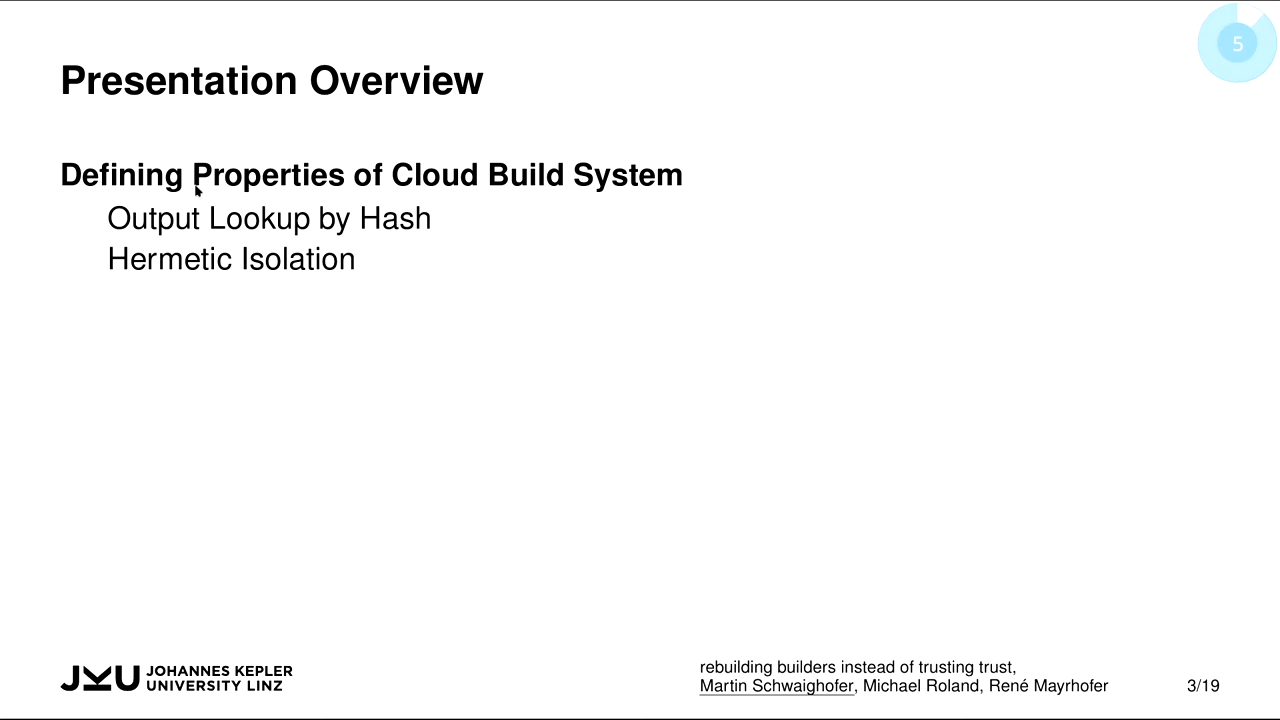 5
Presentation Overview
Defining Properties of Cloud Build System
Output Lookup by Hash
Hermetic Isolation
JKU JOHANNES KEPLER
UNIVERSITY LINZ
rebuilding builders instead of trusting trust,
Martin Schwaighofer, Michael Roland, René Mayrhofer
3/19